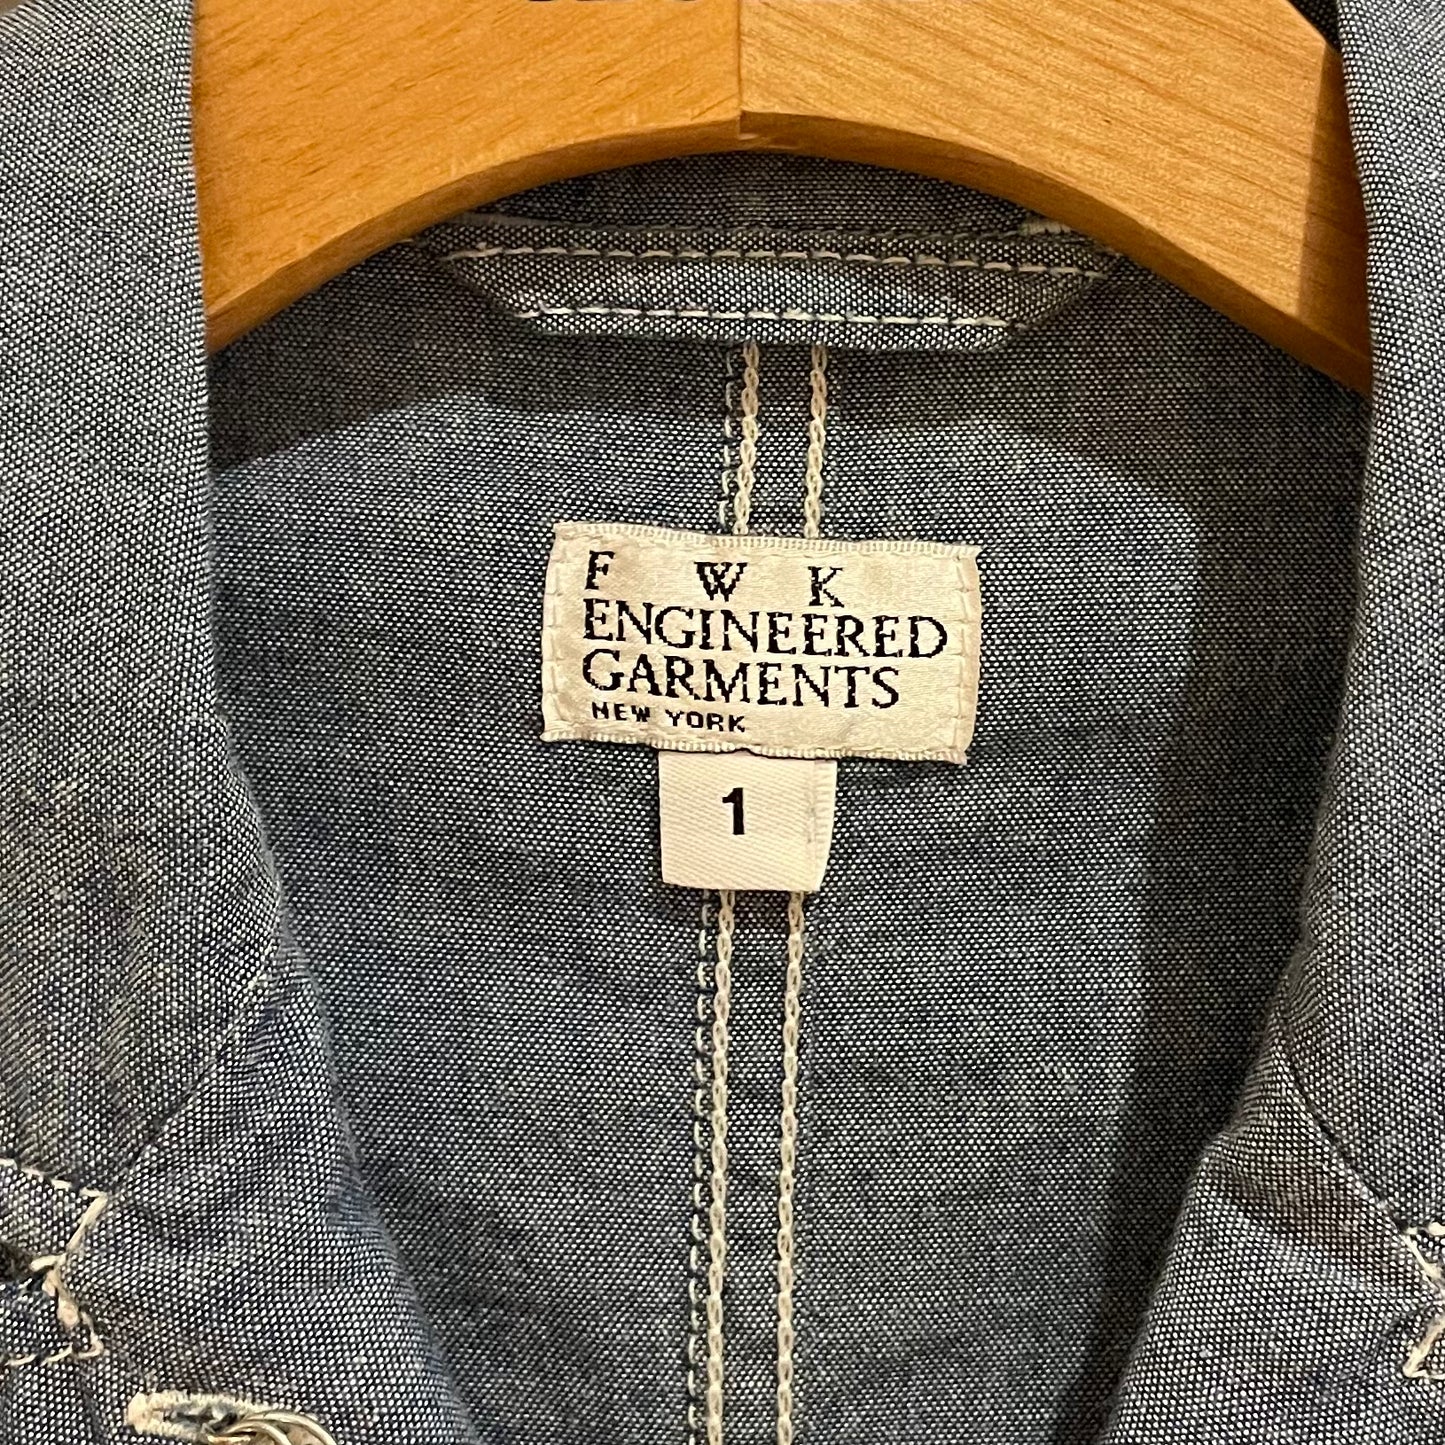 F W K
ENGINEERED
GARMENTS
NEW YORK
1